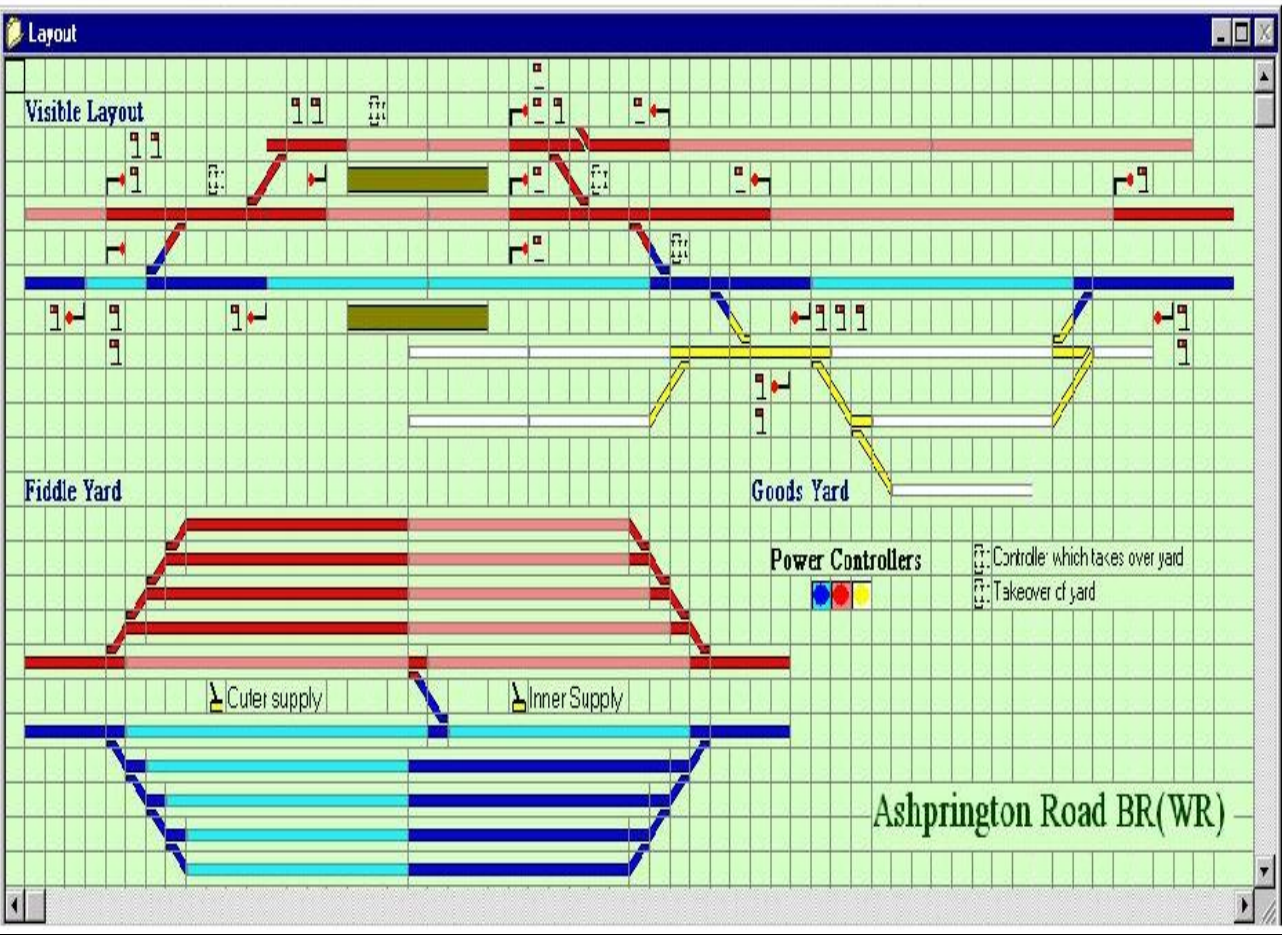 Layout
Visible Layout
Fiddle Yard
Goods Yard
Power Controllers
Controller which takes over yard
Takeover of yard
Outer supply
Inner Supply
Ashprington Road BR(WR)